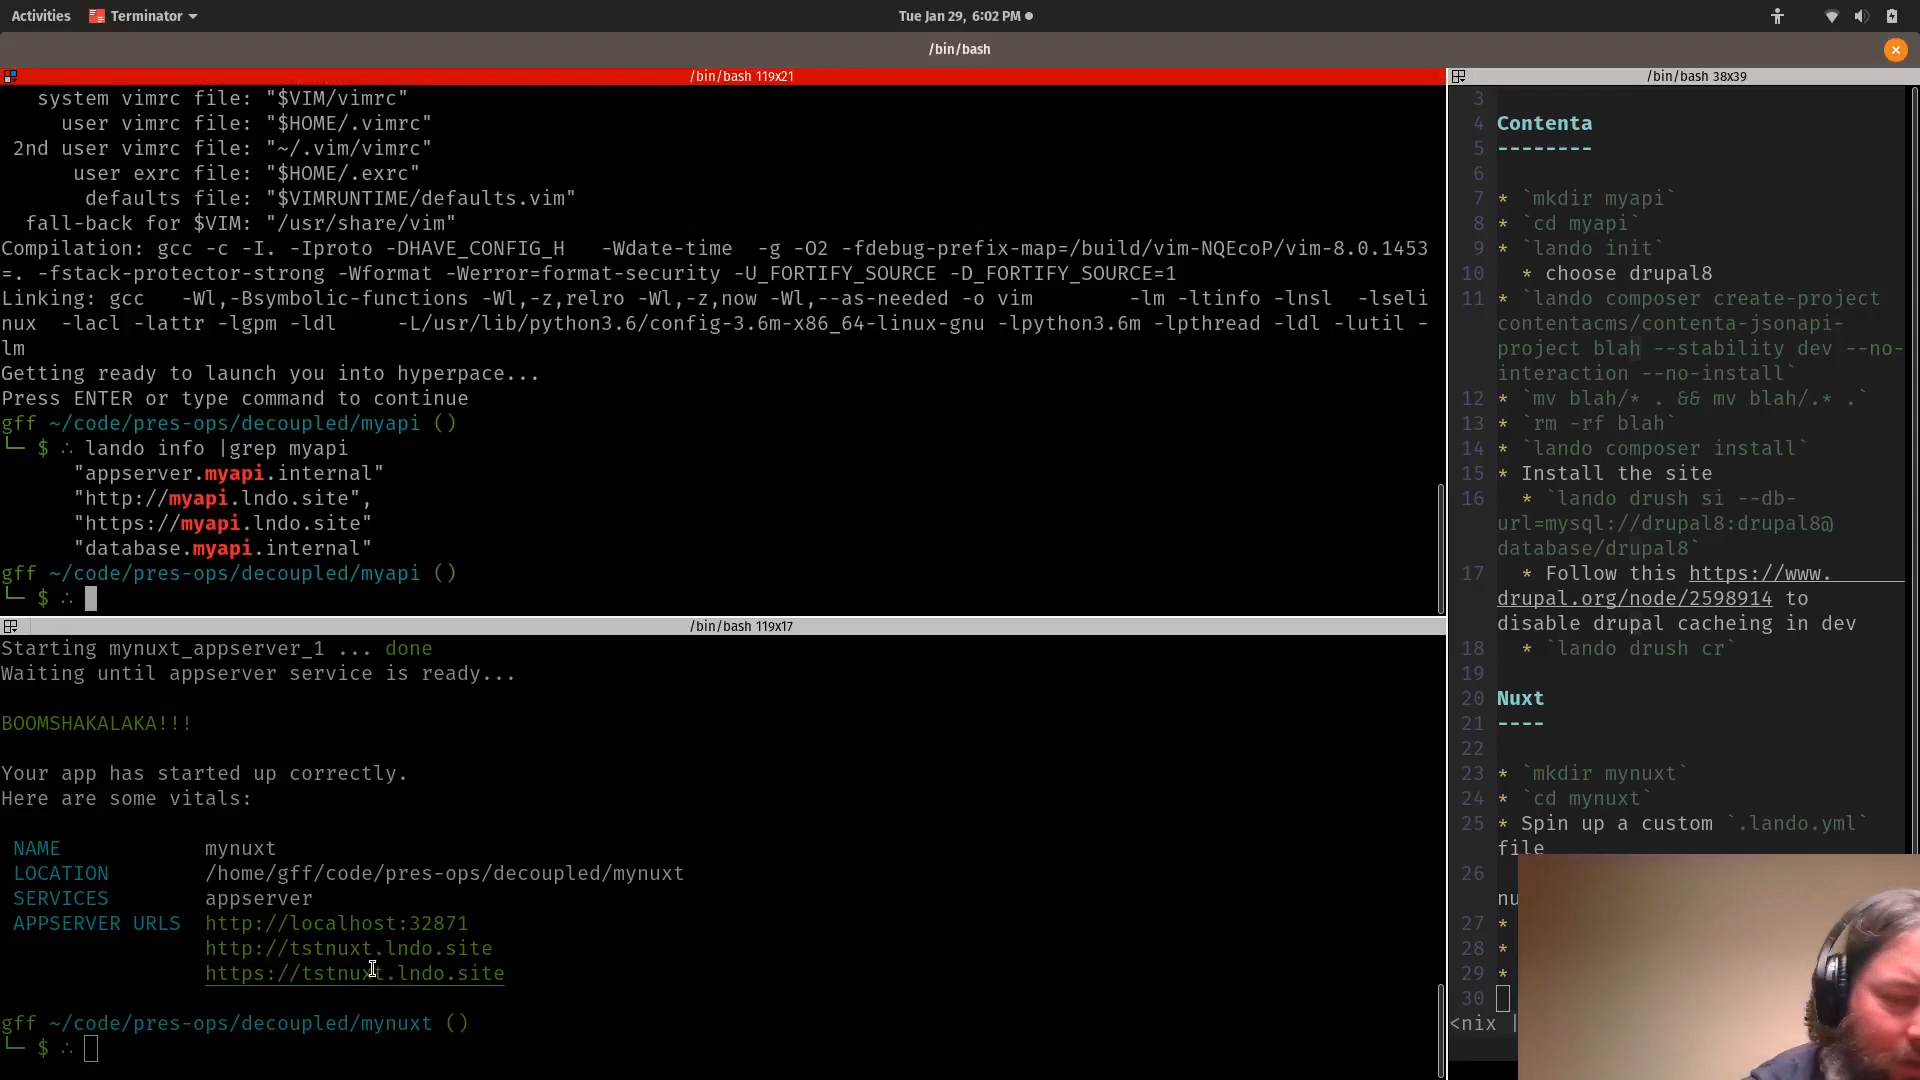 Activities Terminator Tue Jan 29, 6:02 PM
/bin/bash
/bin/bash 119x21
system vimrc file: "$VIM/vimrc"
user vimrc file: "$HOME/.vimrc"
2nd user vimrc file: "~/.vim/vimrc"
user exrc file: "$HOME/.exrc"
defaults file: "$VIMRUNTIME/defaults.vim"
fall-back for $VIM: "/usr/share/vim"
Compilation: gcc -c -I. -Iproto -DHAVE_CONFIG_H   -Wdate-time  -g -O2 -fdebug-prefix-map=/build/vim-NQEcoP/vim-8.0.1453
=. -fstack-protector-strong -Wformat -Werror=format-security -U_FORTIFY_SOURCE -D_FORTIFY_SOURCE=1
Linking: gcc   -Wl,-Bsymbolic-functions -Wl,-z,relro -Wl,-z,now -Wl,--as-needed -o vim        -lm -ltinfo -lnsl  -lseli
nux  -lacl -lattr -lgpm -ldl     -L/usr/lib/python3.6/config-3.6m-x86_64-linux-gnu -lpython3.6m -lpthread -ldl -lutil -
lm
Getting ready to launch you into hyperpace...
Press ENTER or type command to continue
gff ~/code/pres-ops/decoupled/myapi ()
└─ $ ∴ lando info |grep myapi
"appserver.myapi.internal"
"http://myapi.lndo.site",
"https://myapi.lndo.site"
"database.myapi.internal"
gff ~/code/pres-ops/decoupled/myapi ()
└─ $ ∴
/bin/bash 119x17
Starting mynuxt_appserver_1 ... done
Waiting until appserver service is ready...
BOOMSHAKALAKA!!!
Your app has started up correctly.
Here are some vitals:
NAME            mynuxt
LOCATION        /home/gff/code/pres-ops/decoupled/mynuxt
SERVICES        appserver
APPSERVER URLS  http://localhost:32871
http://tstnuxt.lndo.site
https://tstnuxt.lndo.site
gff ~/code/pres-ops/decoupled/mynuxt ()
└─ $ ∴
/bin/bash 38x39
3
4 Contenta
5 --------
6
7 * `mkdir myapi`
8 * `cd myapi`
9 * `lando init`
10   * choose drupal8
11 * `lando composer create-project
contentacms/contenta-jsonapi-
project blah --stability dev --no-
interaction --no-install`
12 * `mv blah/* . && mv blah/.* .`
13 * `rm -rf blah`
14 * `lando composer install`
15 * Install the site
16   * `lando drush si --db-
url=mysql://drupal8:drupal8@
database/drupal8`
17   * Follow this https://www.
drupal.org/node/2598914 to
disable drupal cacheing in dev
18   * `lando drush cr`
19
20 Nuxt
21 ----
22
23 * `mkdir mynuxt`
24 * `cd mynuxt`
25 * Spin up a custom `.lando.yml`
file
26
nu
27 *
28 *
29 *
30
<nix |